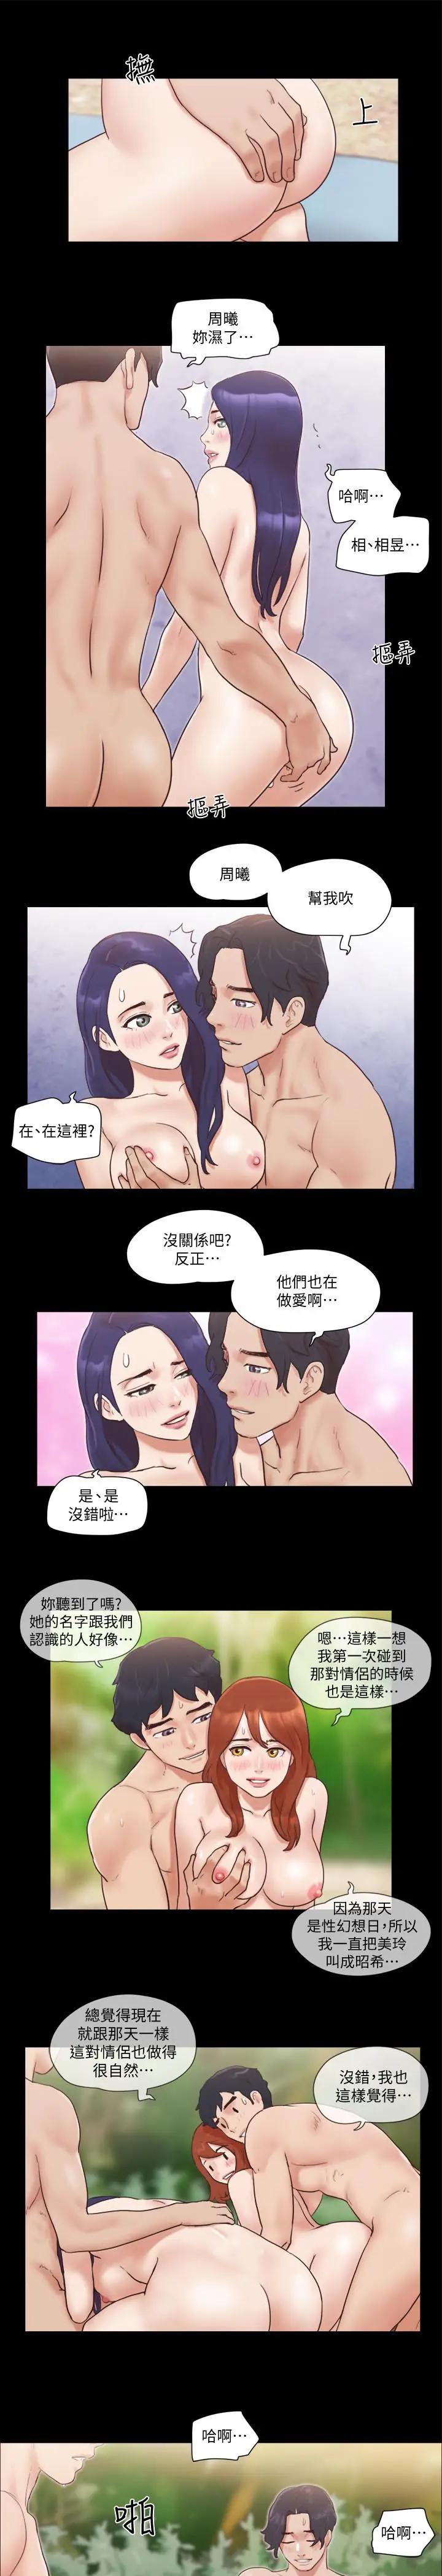 撫
上
周曦
妳濕了…
哈啊…
相、相昱…
摳弄
摳弄
周曦
幫我吹
在、在這裡?
沒關係吧?
反正…
他們也在
做愛啊…
是、是
沒錯啦…
妳聽到了嗎?
她的名字跟我們
認識的人好像…
嗯…這樣一想
我第一次碰到
那對情侶的時候
也是這樣…
因為那天
是性幻想日,所以
我一直把美玲
叫成昭希…
總覺得現在
就跟那天一樣
這對情侶也做得
很自然…
沒錯,我也
這樣覺得…
哈啊…
啪
哈啊…